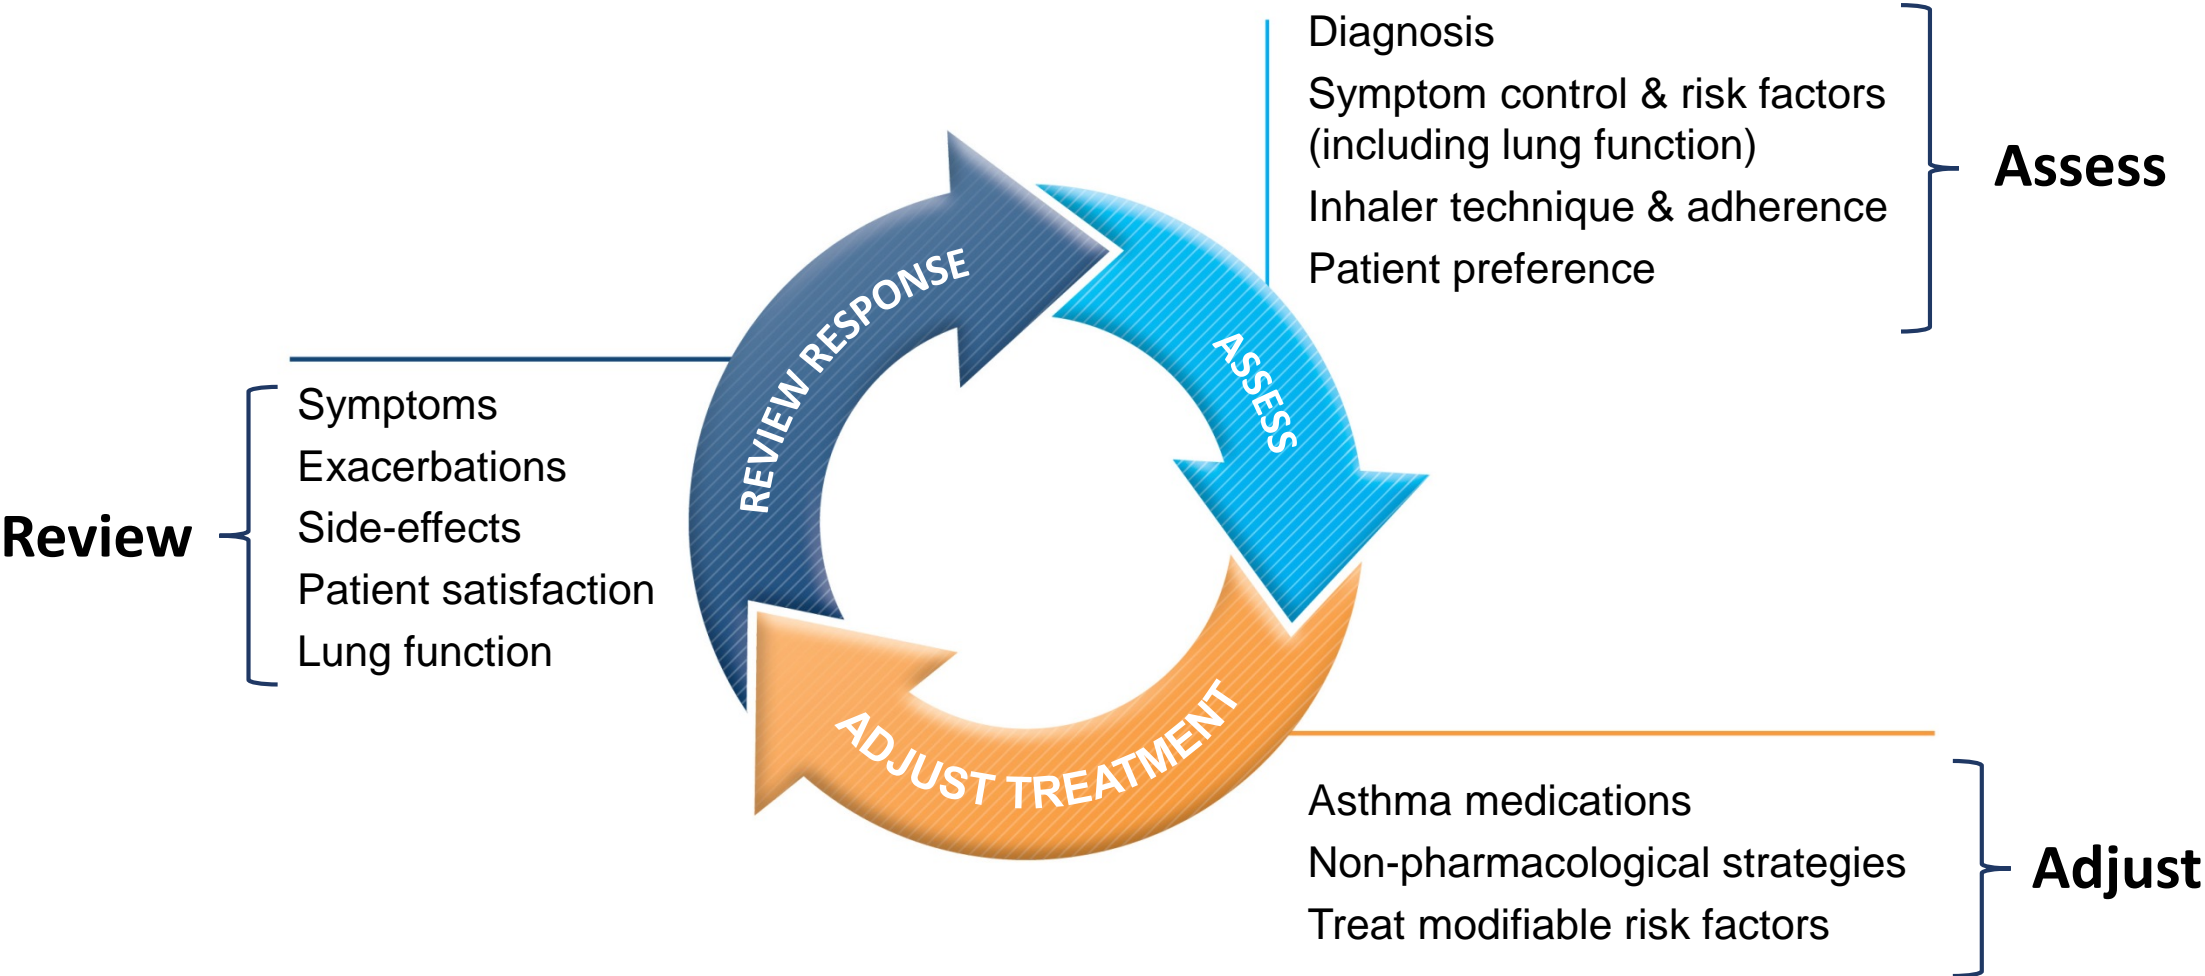 Diagnosis
Symptom control & risk factors
(including lung function)
Inhaler technique & adherence
Patient preference
Assess
REVIEW RESPONSE
ASSESS
ADJUST TREATMENT
Review
Symptoms
Exacerbations
Side-effects
Patient satisfaction
Lung function
Asthma medications
Non-pharmacological strategies
Treat modifiable risk factors
Adjust